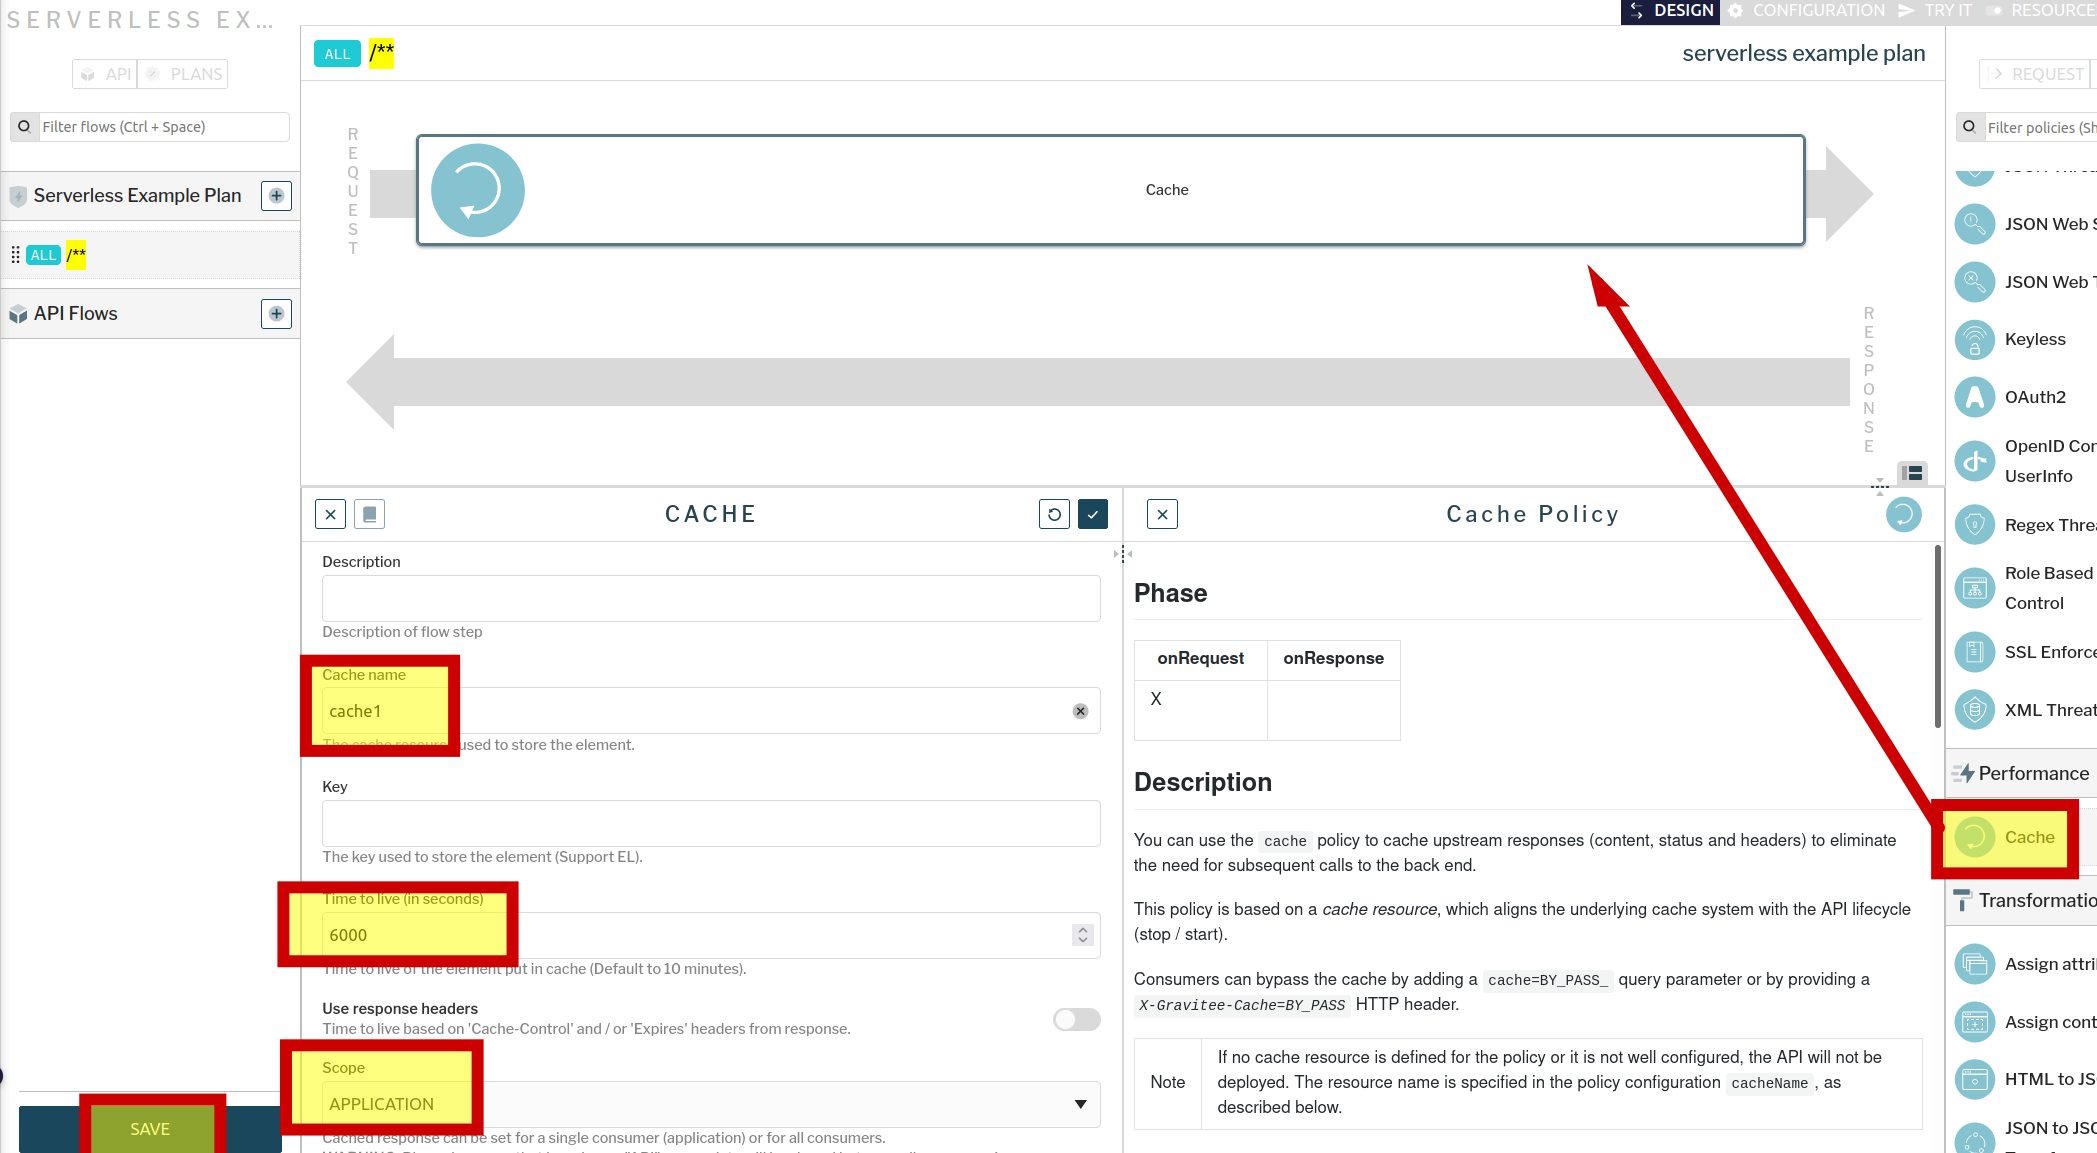 SERVERLESS EX...
API
PLANS
Filter flows (Ctrl + Space)
Serverless Example Plan
ALL /**
API Flows
SAVE
DESIGN
CONFIGURATION
TRY IT
ALL /**
serverless example plan
REQUEST
Cache
RESPONSE
CACHE
Description
Description of flow step
Cache name
cache1
The cache resource used to store the element.
Key
The key used to store the element (Support EL).
Time to live (in seconds)
6000
Time to live of the element put in cache (Default to 10 minutes).
Use response headers
Time to live based on 'Cache-Control' and / or 'Expires' headers from response.
Scope
APPLICATION
Cached response can be set for a single consumer (application) or for all consumers.
Cache Policy
Phase
onRequest onResponse
X
Description
You can use the cache policy to cache upstream responses (content, status and headers) to eliminate
the need for subsequent calls to the back end.
This policy is based on a cache resource, which aligns the underlying cache system with the API lifecycle
(stop / start).
Consumers can bypass the cache by adding a cache=BY_PASS_ query parameter or by providing a
X-Gravitee-Cache=BY_PASS HTTP header.
Note
If no cache resource is defined for the policy or it is not well configured, the API will not be
deployed. The resource name is specified in the policy configuration cacheName, as
described below.
RESOURCE
REQUEST
Filter policies (Sh
JSON Web
JSON Web T
Keyless
OAuth2
OpenID Con
UserInfo
Regex Threa
Role Based
Control
SSL Enforce
XML Threat
Performance
Cache
Transformatio
Assign attri
Assign cont
HTML to JS
JSON to JSO